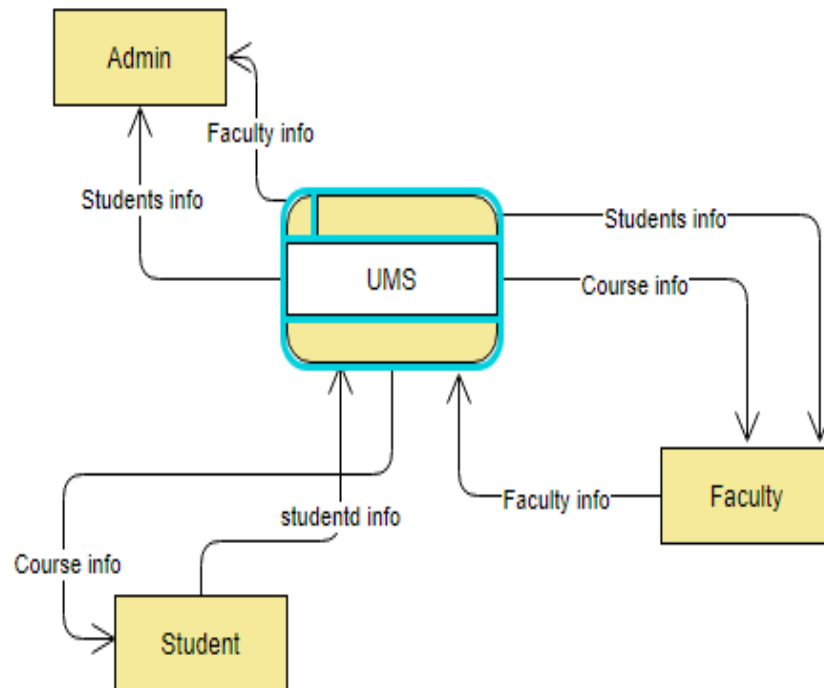 Admin
Faculty info
Students info
Students info
UMS
Course info
Faculty
Faculty info
studentd info
Course info
Student